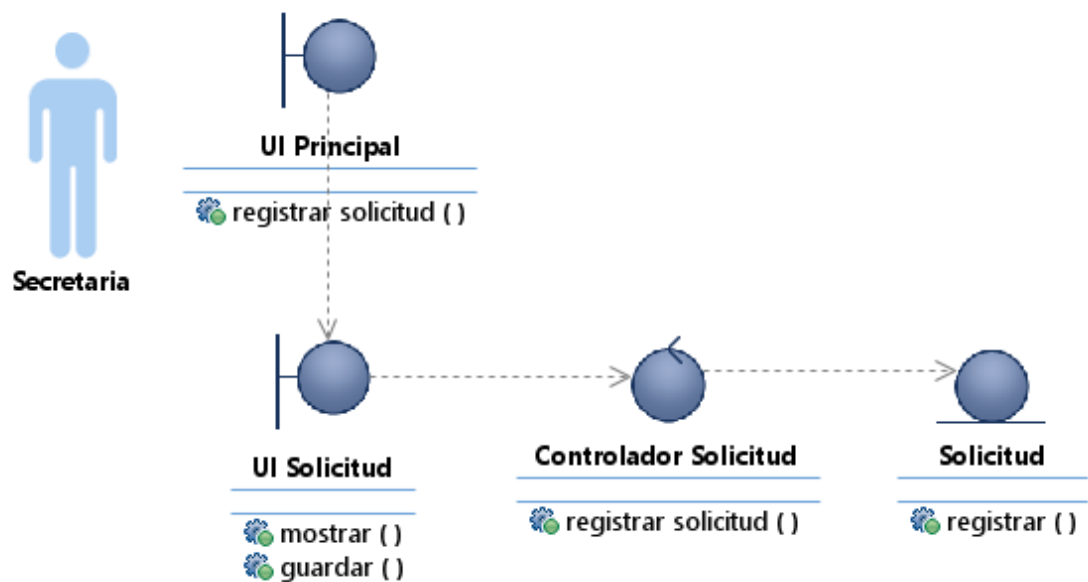 UI Principal
registrar solicitud ( )
Secretaria
UI Solicitud
mostrar ( )
guardar ( )
Controlador Solicitud
registrar solicitud ( )
Solicitud
registrar ( )